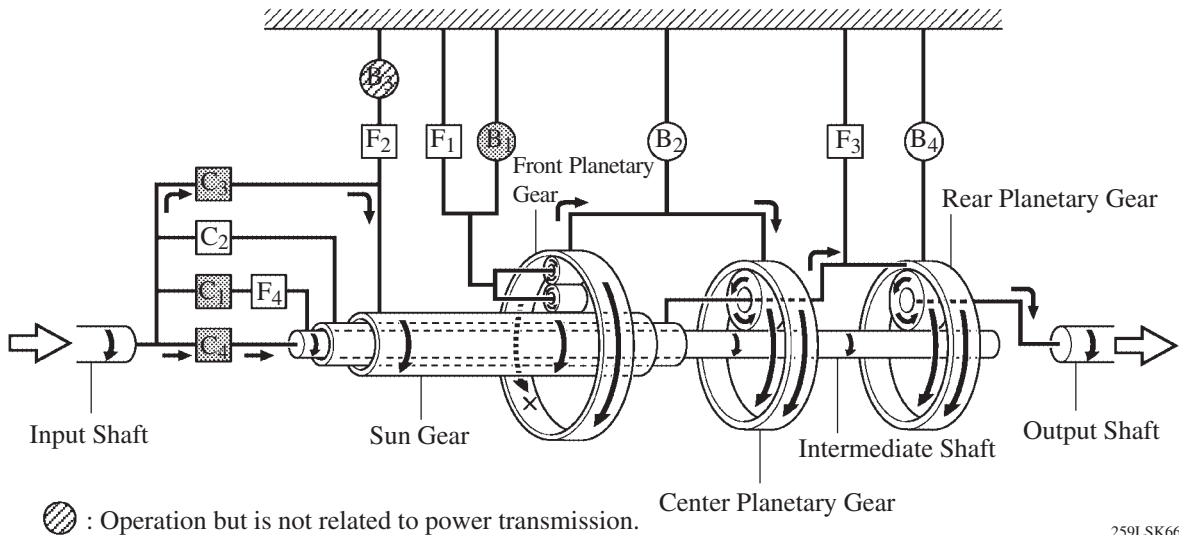 B3
F2
F1
B1
B2
F3
B4
Front Planetary
Gear
Rear Planetary Gear
C3
C2
C1
F4
C4
Input Shaft
Sun Gear
Intermediate Shaft
Output Shaft
Center Planetary Gear
: Operation but is not related to power transmission.
259LSK66